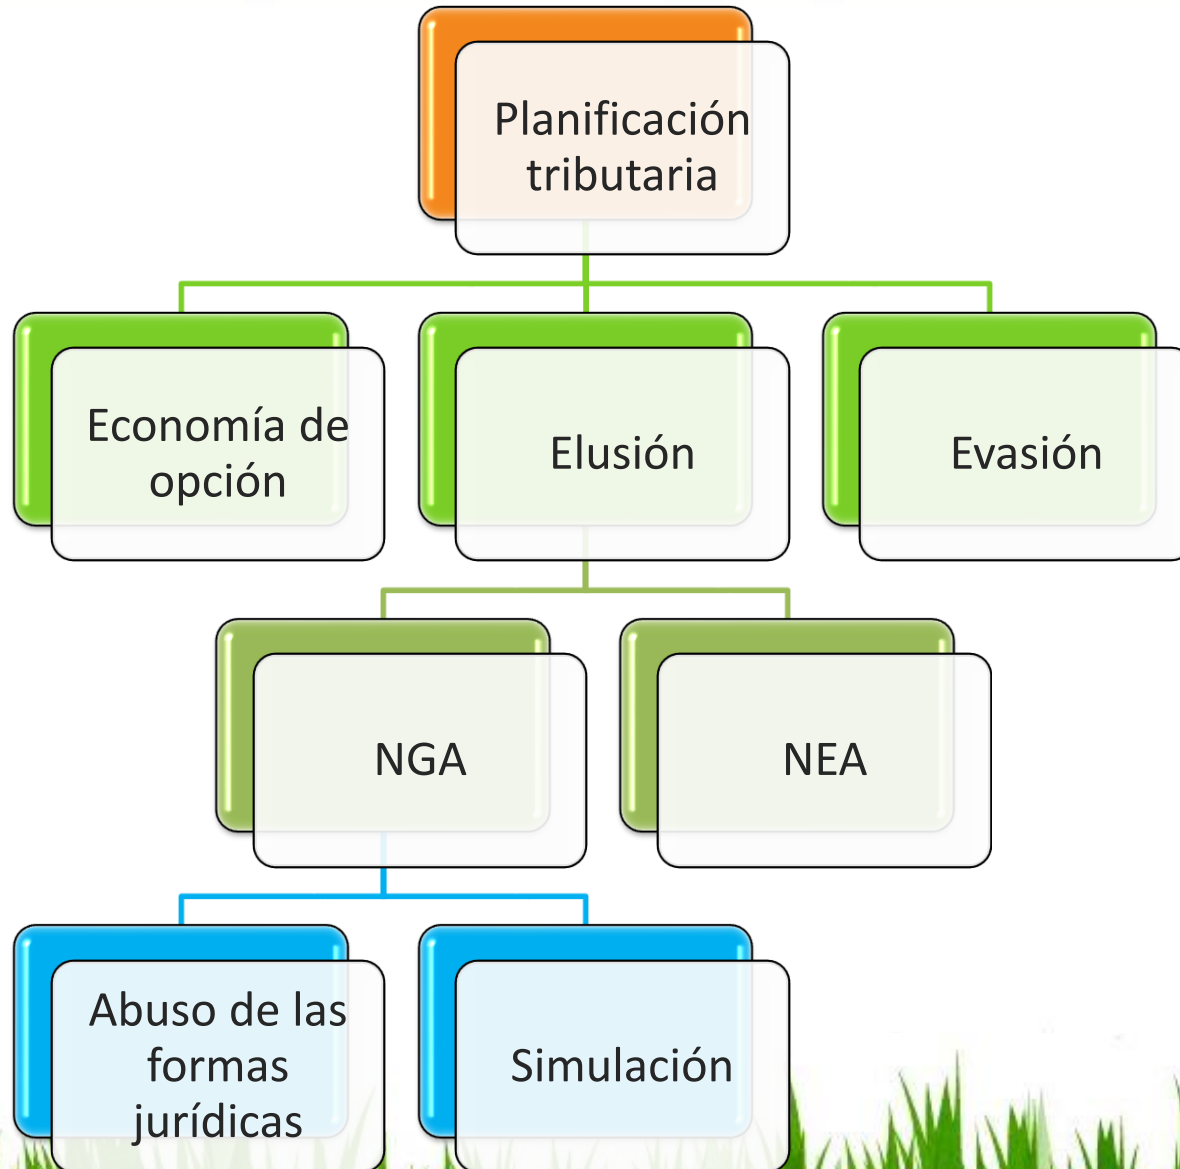 Planificación
tributaria
Economía de
opción
Elusión
Evasión
NGA
NEA
Abuso de las
formas
jurídicas
Simulación